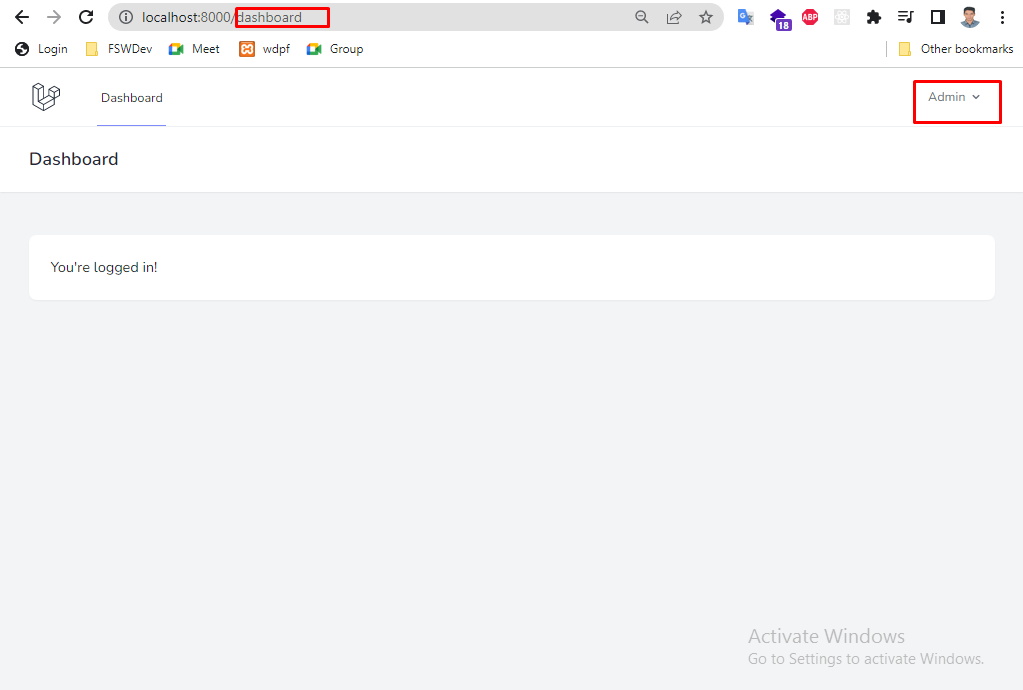 localhost:8000/dashboard
18
ABP
Login FSWDev Meet wdpf Group Other bookmarks
Dashboard Admin
Dashboard
You're logged in!
Activate Windows
Go to Settings to activate Windows.